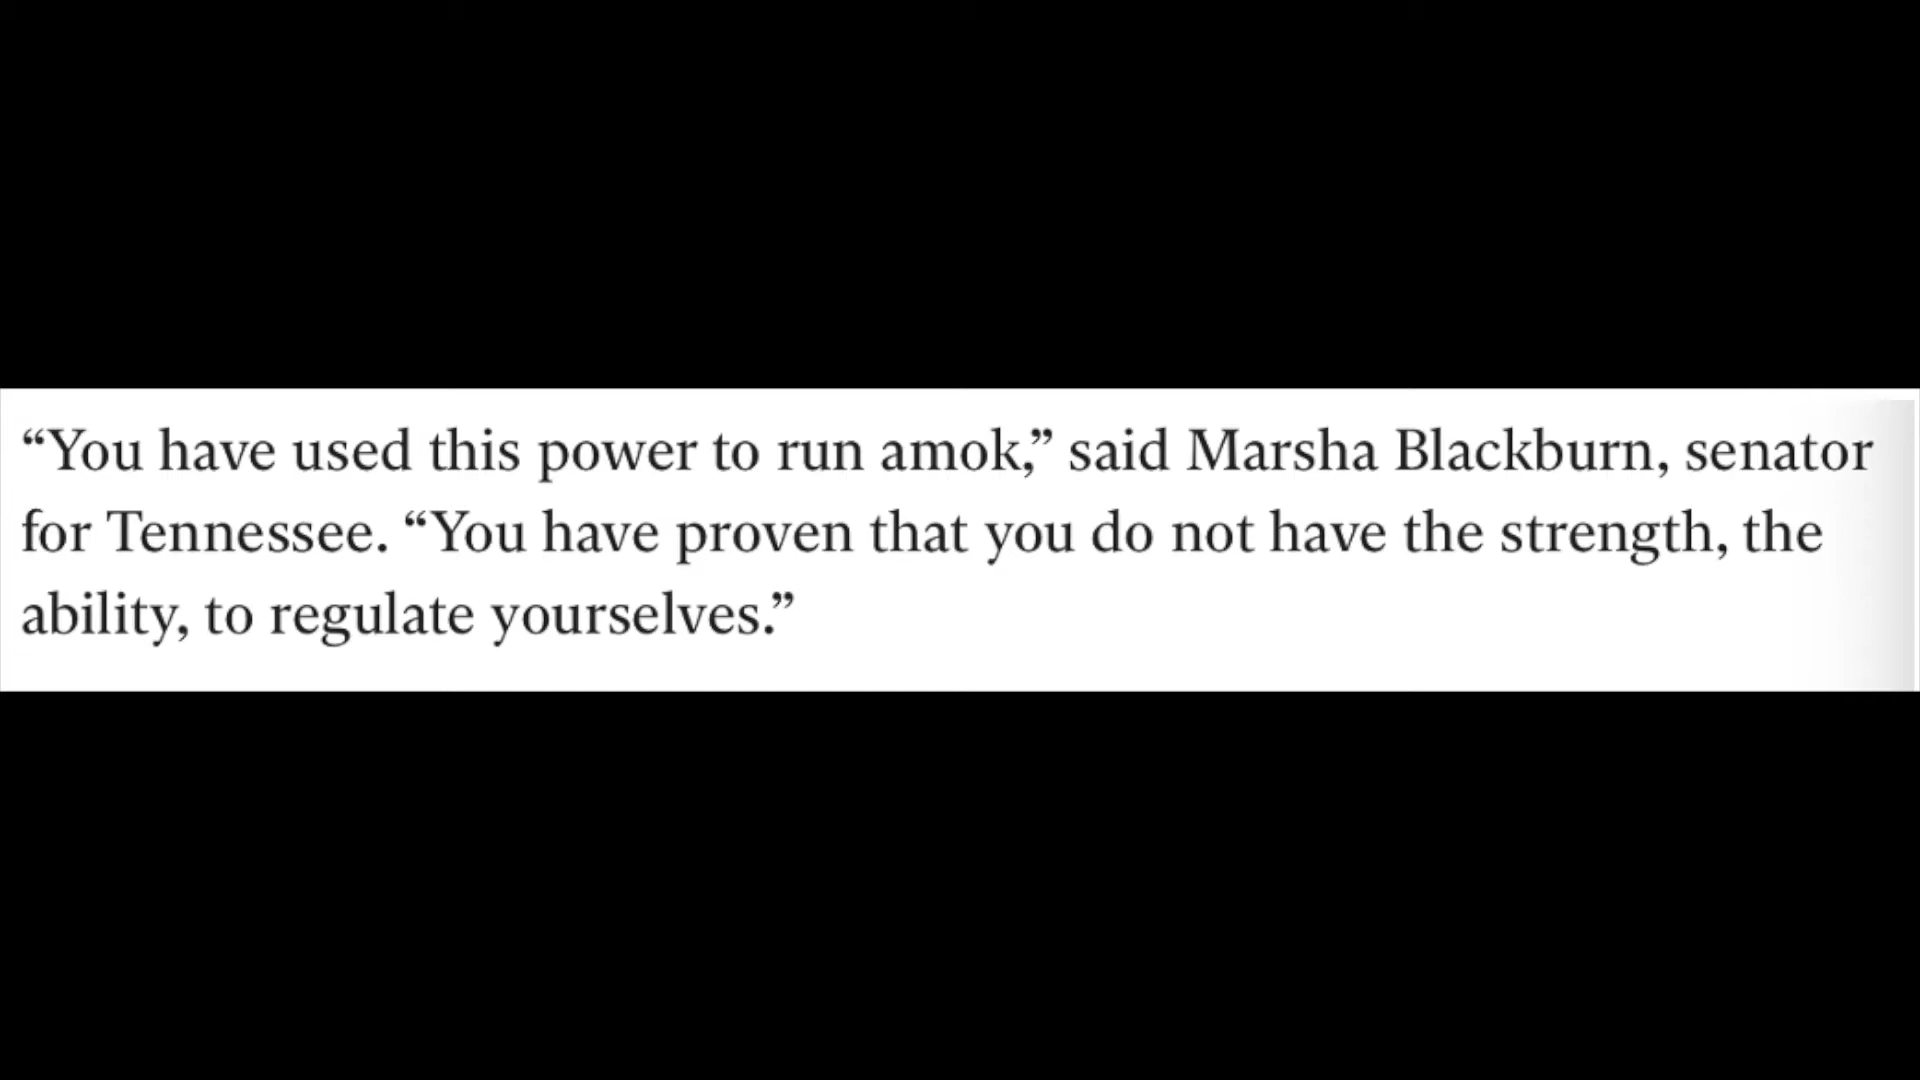 “You have used this power to run amok,” said Marsha Blackburn, senator
for Tennessee. “You have proven that you do not have the strength, the
ability, to regulate yourselves.”